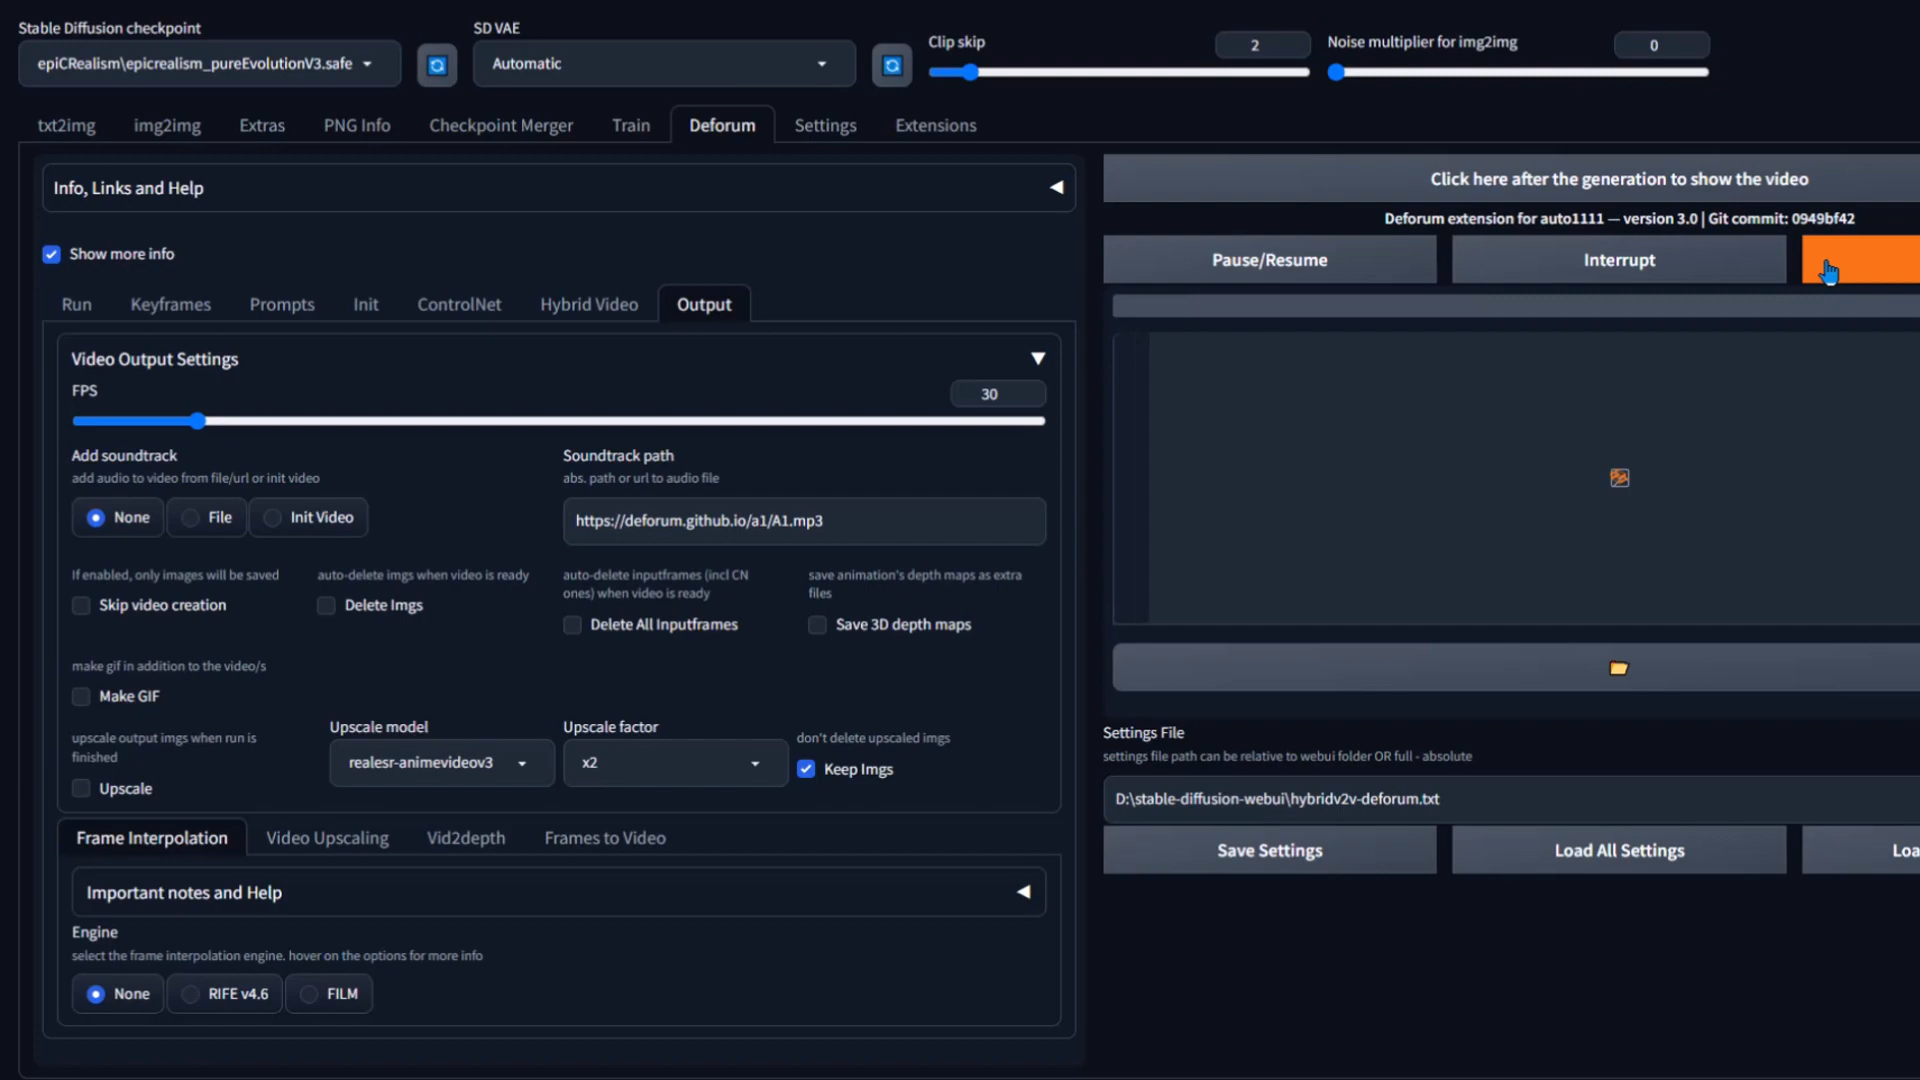 Stable Diffusion checkpoint
epiCRealism\epicrealism_pureEvolutionV3.safe
SD VAE
Automatic
Clip skip
2
Noise multiplier for img2img
0
txt2img
img2img
Extras
PNG Info
Checkpoint Merger
Train
Deforum
Settings
Extensions
Info, Links and Help
Show more info
Run
Keyframes
Prompts
Init
ControlNet
Hybrid Video
Output
Video Output Settings
FPS
30
Add soundtrack
add audio to video from file/url or init video
None
File
Init Video
Soundtrack path
abs. path or url to audio file
https://deforum.github.io/a1/A1.mp3
If enabled, only images will be saved
Skip video creation
auto-delete imgs when video is ready
Delete Imgs
auto-delete inputframes (incl CN
ones) when video is ready
Delete All Inputframes
save animation's depth maps as extra
files
Save 3D depth maps
make gif in addition to the video/s
Make GIF
upscale output imgs when run is
finished
Upscale
Upscale model
realesr-animevideov3
Upscale factor
x2
don't delete upscaled imgs
Keep Imgs
Frame Interpolation
Video Upscaling
Vid2depth
Frames to Video
Important notes and Help
Engine
select the frame interpolation engine. hover on the options for more info
None
RIFE v4.6
FILM
Click here after the generation to show the video
Deforum extension for auto1111 — version 3.0 | Git commit: 0949bf42
Pause/Resume
Interrupt
Settings File
settings file path can be relative to webui folder OR full - absolute
D:\stable-diffusion-webui\hybridv2v-deforum.txt
Save Settings
Load All Settings
Loa